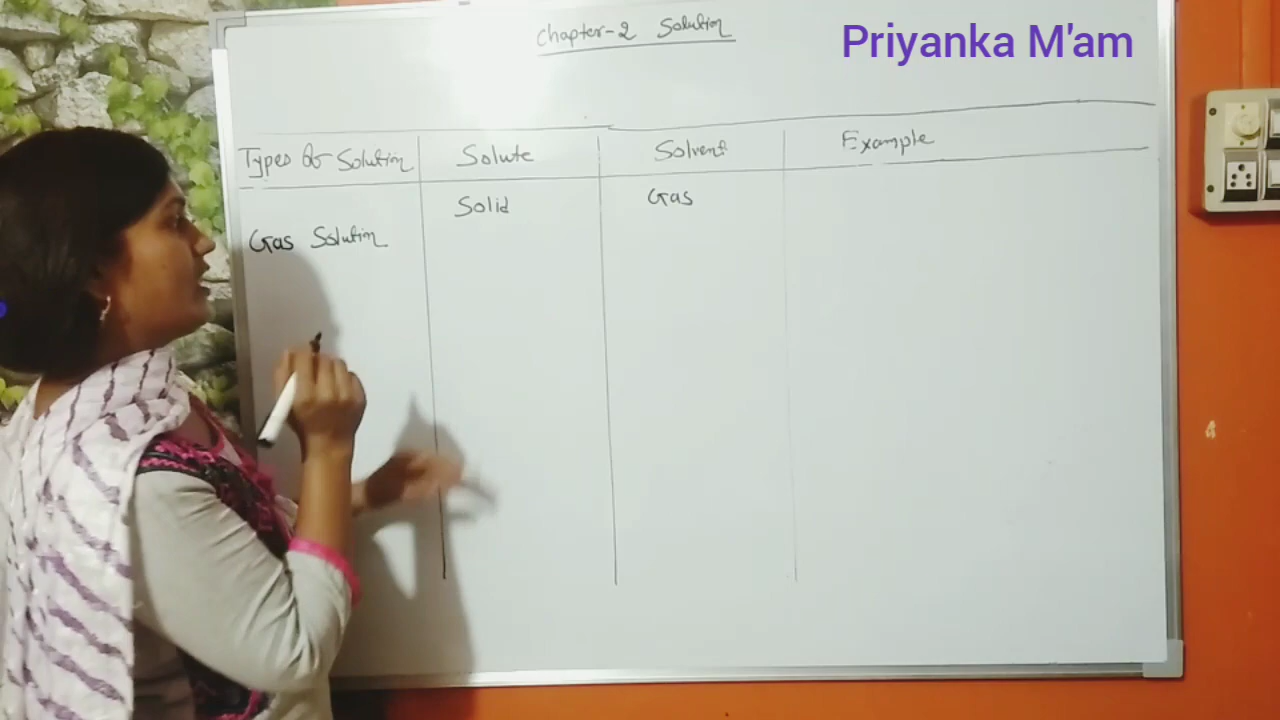 Chapter-2 Solution
Priyanka M'am
Types of Solution Solute Solvent Example
Solid Gas
Gas Solution